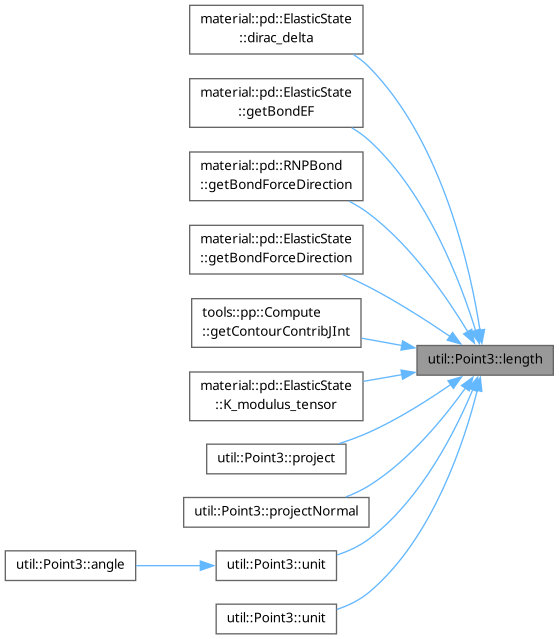 material::pd::ElasticState
::dirac_delta
material::pd::ElasticState
::getBondEF
material::pd::RNPBond
::getBondForceDirection
material::pd::ElasticState
::getBondForceDirection
tools::pp::Compute
::getContourContribJInt
util::Point3::length
material::pd::ElasticState
::K_modulus_tensor
util::Point3::project
util::Point3::projectNormal
util::Point3::angle
util::Point3::unit
util::Point3::unit